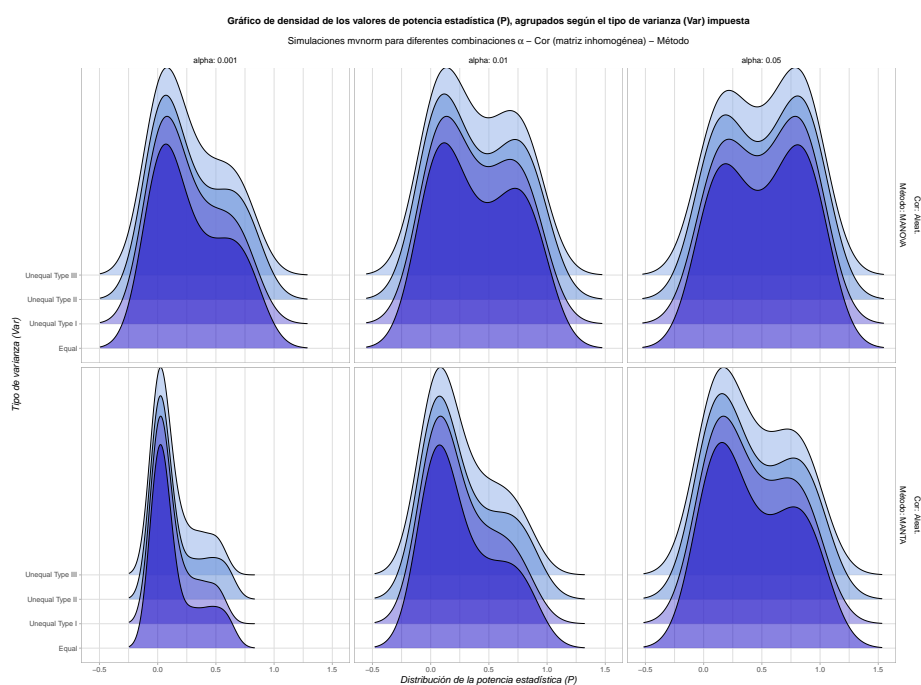 Gráfico de densidad de los valores de potencia estadística (P), agrupados según el tipo de varianza (Var) impuesta
Simulaciones mvnorm para diferentes combinaciones α − Cor (matriz inhomogénea) − Método
alpha: 0.001
alpha: 0.01
alpha: 0.05
Tipo de varianza (Var)
Unequal Type III
Unequal Type II
Unequal Type I
Equal
Cor: Aleat.
Método: MANOVA
Unequal Type III
Unequal Type II
Unequal Type I
Equal
Cor: Aleat.
Método: MANTA
−0.5 0.0 0.5 1.0 1.5
−0.5 0.0 0.5 1.0 1.5
−0.5 0.0 0.5 1.0 1.5
Distribución de la potencia estadística (P)